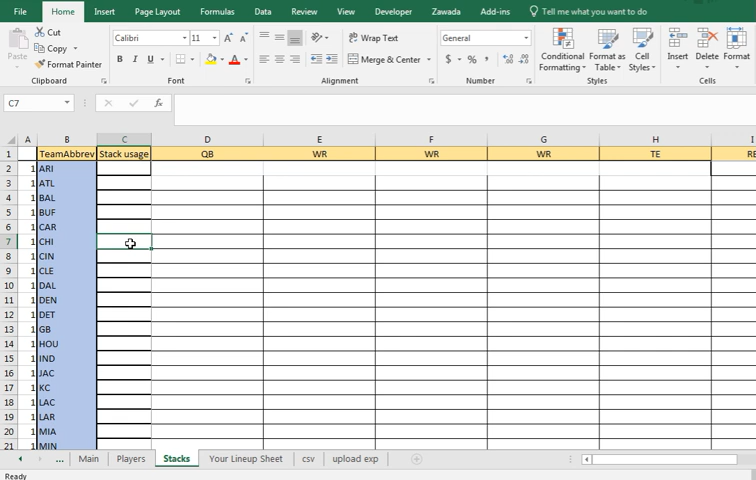 File Home Insert Page Layout Formulas Data Review View Developer Zawada Add-ins Tell me what you want to do
Cut
Copy
Format Painter
Paste
Calibri 11 A A
B I U A
Wrap Text
Merge & Center
General
$ % , .0 .00 .00 .0
Conditional Formatting
Format as Table
Cell Styles
Insert Delete Format
Clipboard Font Alignment Number Styles Cells
C7 fx
A B C D E F G H I
1 TeamAbbrev Stack usage QB WR WR WR TE RE
2 1 ARI
3 1 ATL
4 1 BAL
5 1 BUF
6 1 CAR
7 1 CHI
8 1 CIN
9 1 CLE
10 1 DAL
11 1 DEN
12 1 DET
13 1 GB
14 1 HOU
15 1 IND
16 1 JAC
17 1 KC
18 1 LAC
19 1 LAR
20 1 MIA
21 1 MIN
... Main Players Stacks Your Lineup Sheet csv upload exp
Ready